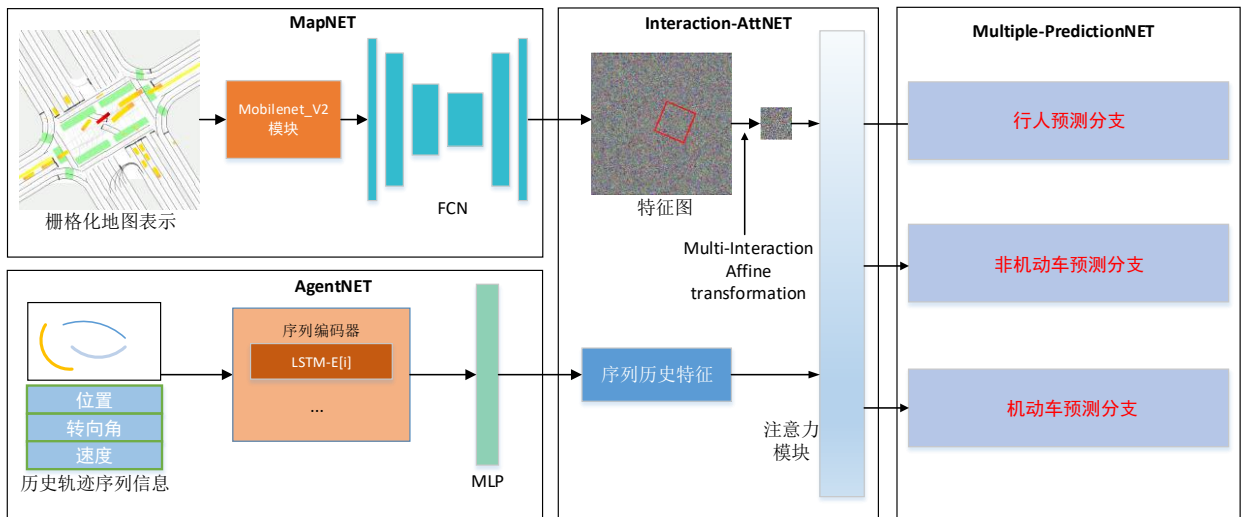 MapNET
Mobilenet_V2
模块
FCN
栅格化地图表示
AgentNET
序列编码器
LSTM-E[i]
...
位置
转向角
速度
历史轨迹序列信息
MLP
Interaction-AttNET
特征图
Multi-Interaction
Affine
transformation
序列历史特征
注意力
模块
Multiple-PredictionNET
行人预测分支
非机动车预测分支
机动车预测分支